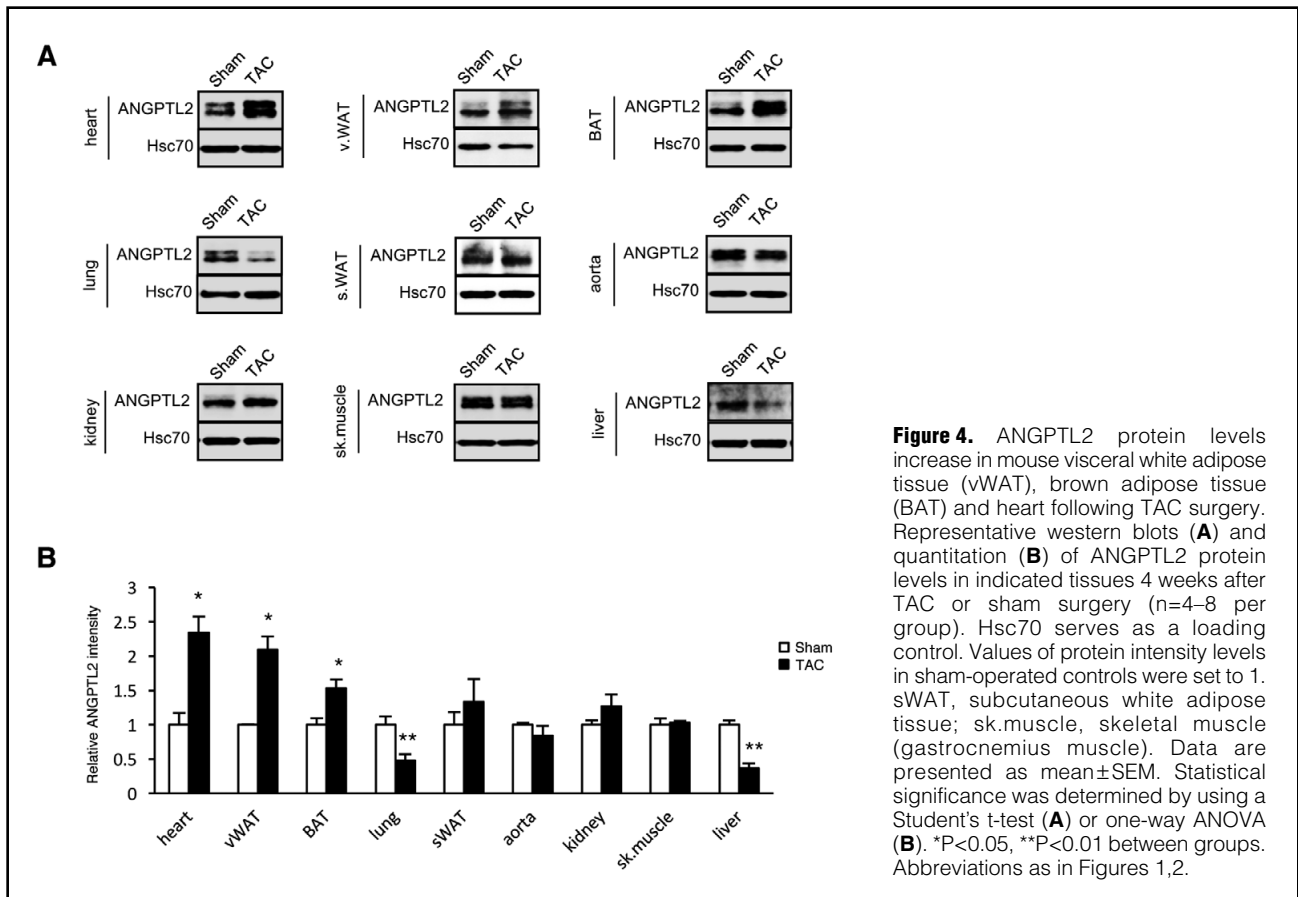 A
Sham TAC
heart
ANGPTL2
Hsc70
Sham TAC
v.WAT
ANGPTL2
Hsc70
Sham TAC
BAT
ANGPTL2
Hsc70
Sham TAC
lung
ANGPTL2
Hsc70
Sham TAC
s.WAT
ANGPTL2
Hsc70
Sham TAC
aorta
ANGPTL2
Hsc70
Sham TAC
kidney
ANGPTL2
Hsc70
Sham TAC
sk.muscle
ANGPTL2
Hsc70
Sham TAC
liver
ANGPTL2
Hsc70
B
Relative ANGPTL2 intensity
3
2.5
2
1.5
1
0.5
0
* * * ** **
Sham
TAC
heart vWAT BAT lung sWAT aorta kidney sk.muscle liver
Figure 4. ANGPTL2 protein levels
increase in mouse visceral white adipose
tissue (vWAT), brown adipose tissue
(BAT) and heart following TAC surgery.
Representative western blots (A) and
quantitation (B) of ANGPTL2 protein
levels in indicated tissues 4 weeks after
TAC or sham surgery (n=4–8 per
group). Hsc70 serves as a loading
control. Values of protein intensity levels
in sham-operated controls were set to 1.
sWAT, subcutaneous white adipose
tissue; sk.muscle, skeletal muscle
(gastrocnemius muscle). Data are
presented as mean±SEM. Statistical
significance was determined by using a
Student's t-test (A) or one-way ANOVA
(B). *P<0.05, **P<0.01 between groups.
Abbreviations as in Figures 1,2.